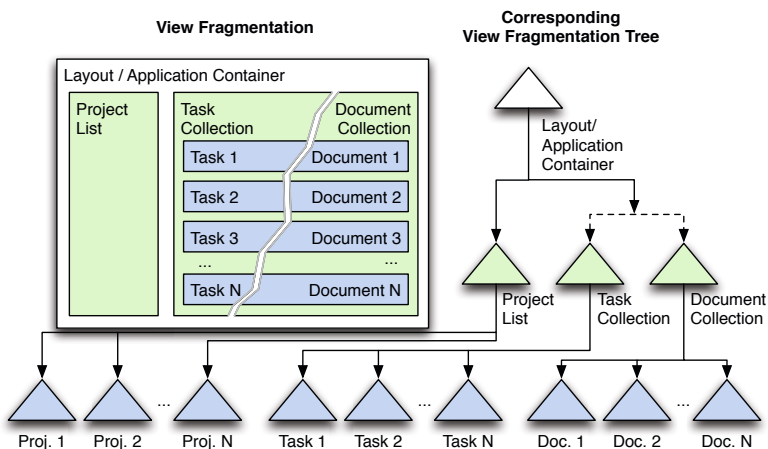 View Fragmentation
Corresponding
View Fragmentation Tree
Layout / Application Container
Project
List
Task
Collection
Document
Collection
Task 1
Document 1
Task 2
Document 2
Task 3
Document 3
...
...
Task N
Document N
Layout/
Application
Container
Project
List
Task
Collection
Document
Collection
...
...
...
Proj. 1
Proj. 2
Proj. N
Task 1
Task 2
Task N
Doc. 1
Doc. 2
Doc. N